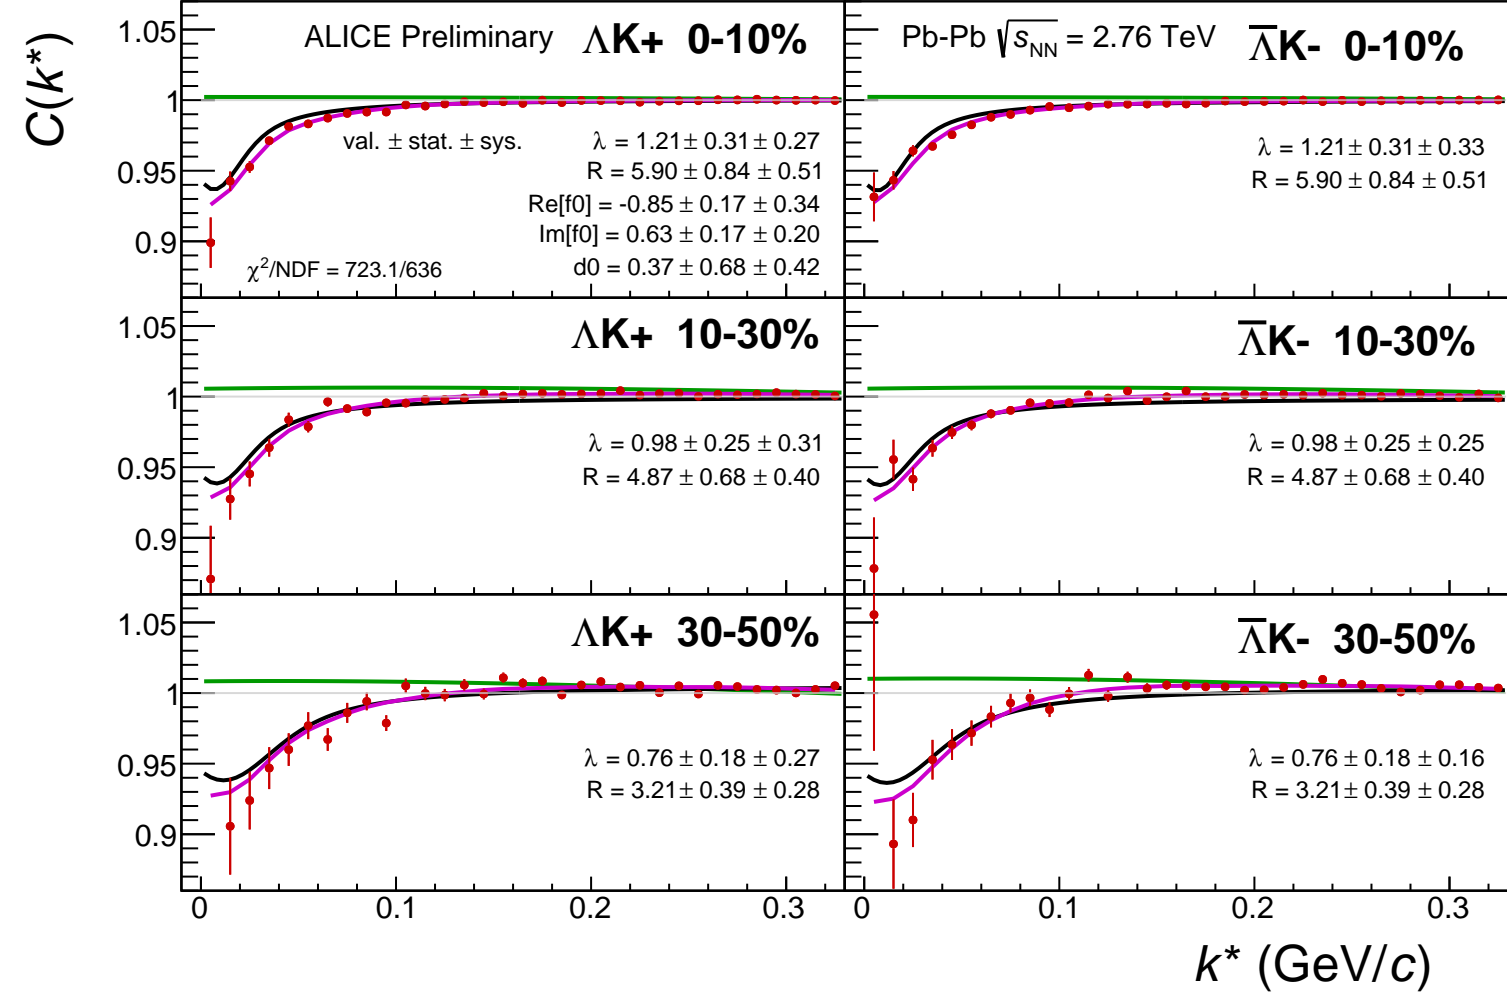 C(k*)
ALICE Preliminary ΛK+ 0-10%
val. ± stat. ± sys.
λ = 1.21± 0.31 ± 0.27
R = 5.90 ± 0.84 ± 0.51
Re[f0] = -0.85 ± 0.17 ± 0.34
Im[f0] = 0.63 ± 0.17 ± 0.20
d0 = 0.37 ± 0.68 ± 0.42
χ²/NDF = 723.1/636
1.05
1
0.95
0.9
Pb-Pb √sNN = 2.76 TeV Λ̅K- 0-10%
λ = 1.21± 0.31 ± 0.33
R = 5.90 ± 0.84 ± 0.51
ΛK+ 10-30%
λ = 0.98 ± 0.25 ± 0.31
R = 4.87 ± 0.68 ± 0.40
1.05
1
0.95
0.9
Λ̅K- 10-30%
λ = 0.98 ± 0.25 ± 0.25
R = 4.87 ± 0.68 ± 0.40
ΛK+ 30-50%
λ = 0.76 ± 0.18 ± 0.27
R = 3.21± 0.39 ± 0.28
1.05
1
0.95
0.9
Λ̅K- 30-50%
λ = 0.76 ± 0.18 ± 0.16
R = 3.21± 0.39 ± 0.28
0 0.1 0.2 0.3
0 0.1 0.2 0.3
k* (GeV/c)